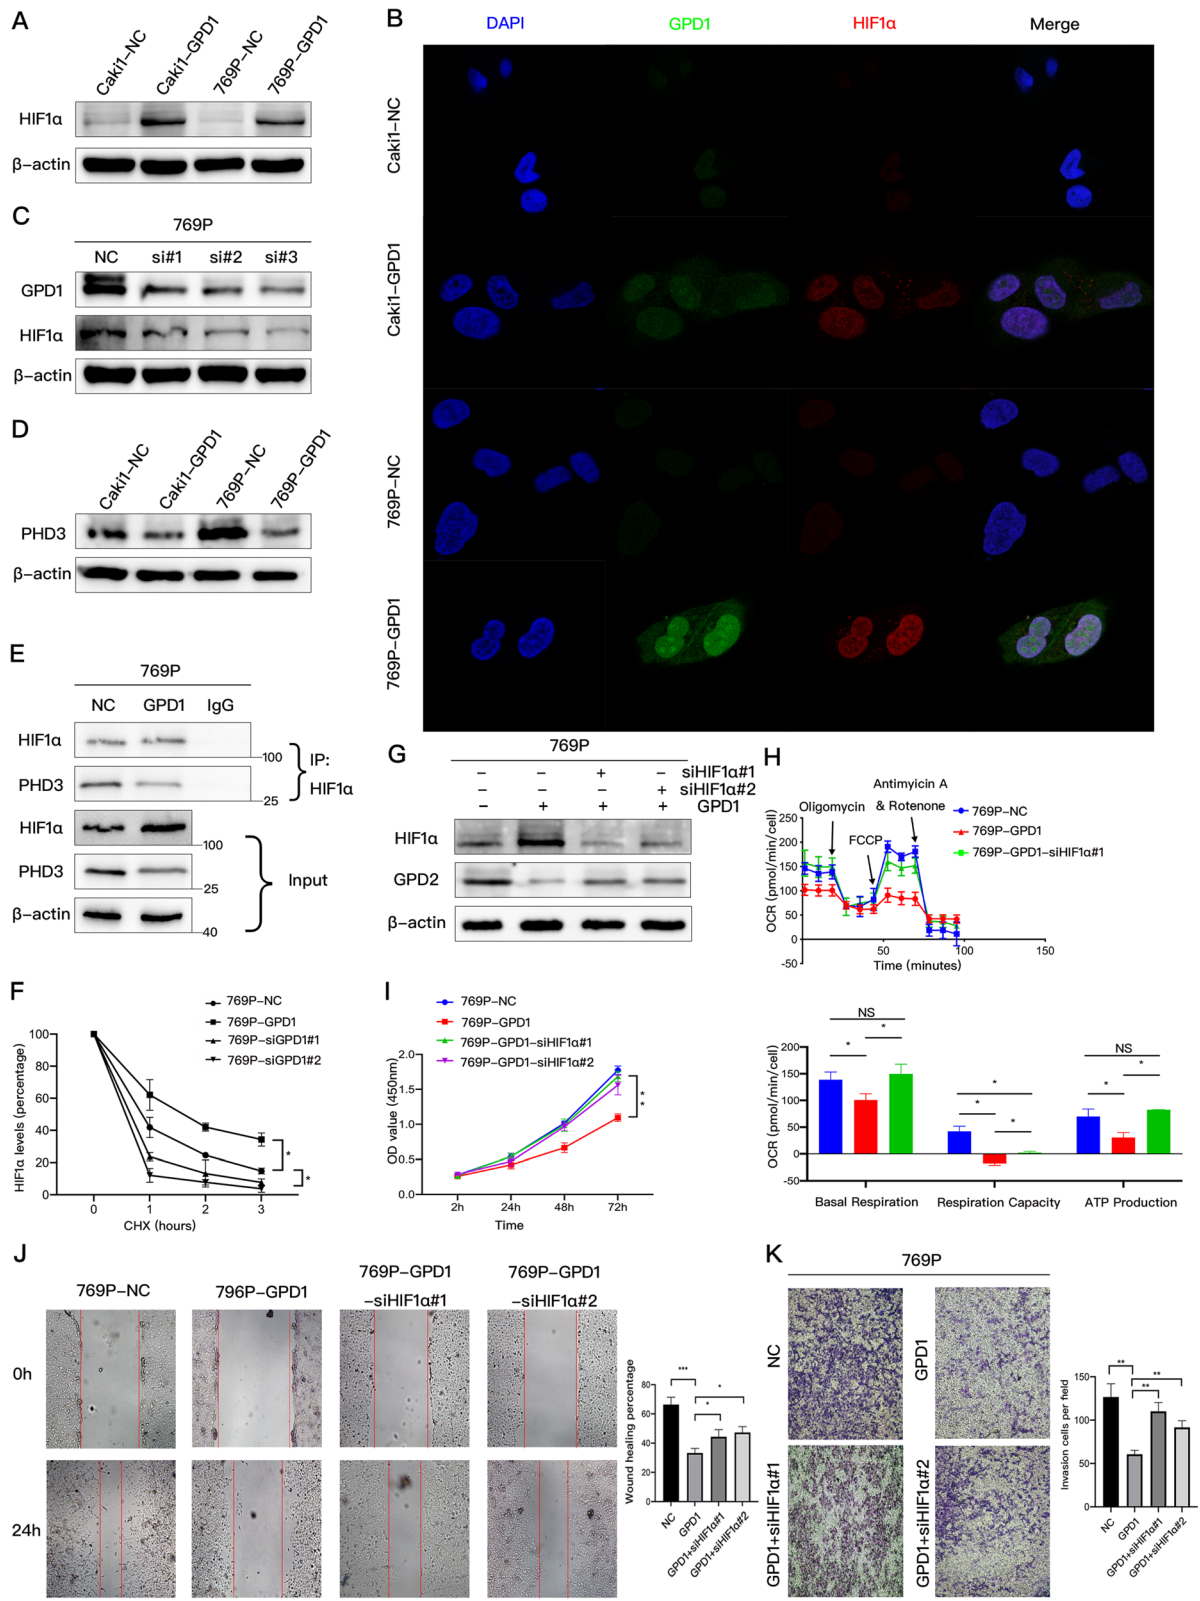 A
Caki1–NC
Caki1–GPD1
769P–NC
769P–GPD1
HIF1α
β–actin
B
DAPI
GPD1
HIF1α
Merge
Caki1–NC
Caki1–GPD1
769P–NC
769P–GPD1
C
769P
NC si#1 si#2 si#3
GPD1
HIF1α
β–actin
D
Caki1–NC
Caki1–GPD1
769P–NC
769P–GPD1
PHD3
β–actin
E
769P
NC GPD1 IgG
HIF1α
100
PHD3
25
IP:
HIF1α
HIF1α
100
PHD3
25
β–actin
40
Input
G
769P
– – + – siHIF1α#1
– – – + siHIF1α#2
– + + + GPD1
HIF1α
GPD2
β–actin
H
Oligomycin
Antimyicin A
& Rotenone
FCCP
769P–NC
769P–GPD1
769P–GPD1–siHIF1α#1
OCR (pmol/min/cell)
250
200
150
100
50
0
-50
50 100 150
Time (minutes)
NS
*
*
*
*
*
NS
*
*
OCR (pmol/min/cell)
200
150
100
50
0
-50
Basal Respiration
Respiration Capacity
ATP Production
F
769P–NC
769P–GPD1
769P–siGPD1#1
769P–siGPD1#2
HIF1α levels (percentage)
100
80
60
40
20
0
0 1 2 3
CHX (hours)
*
*
I
769P–NC
769P–GPD1
769P–GPD1–siHIF1α#1
769P–GPD1–siHIF1α#2
OD value (450nm)
2.0
1.5
1.0
0.5
0.0
2h 24h 48h 72h
Time
**
J
769P–NC
796P–GPD1
769P–GPD1
–siHIF1α#1
769P–GPD1
–siHIF1α#2
0h
24h
Wound healing percentage
80
60
40
20
0
***
*
*
NC
GPD1
GPD1+siHIF1α#1
GPD1+siHIF1α#2
K
769P
NC
GPD1
GPD1+siHIF1α#1
GPD1+siHIF1α#2
Invasion cells per field
150
100
50
0
**
**
**
NC
GPD1
GPD1+siHIF1α#1
GPD1+siHIF1α#2